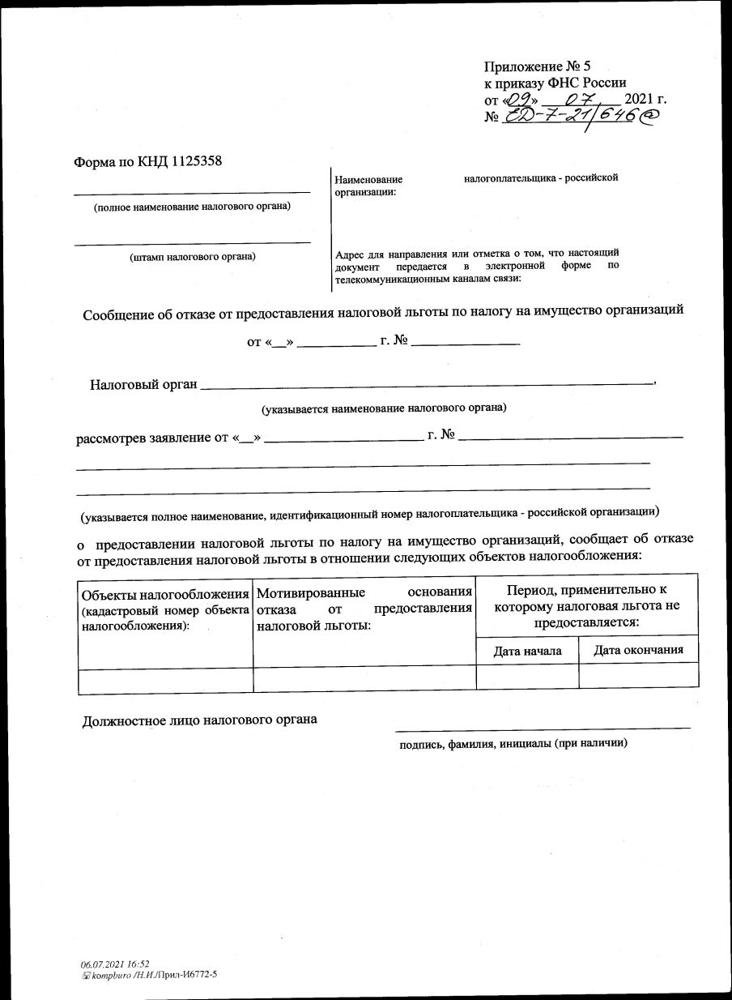 Приложение № 5
к приказу ФНС России
от «09» 07. 2021 г.
№ ЕД-7-21/646@
Форма по КНД 1125358
(полное наименование налогового органа)
(штамп налогового органа)
Наименование налогоплательщика - российской
организации:
Адрес для направления или отметка о том, что настоящий
документ передается в электронной форме по
телекоммуникационным каналам связи:
Сообщение об отказе от предоставления налоговой льготы по налогу на имущество организаций
от «__» ____________ г. № ________________
Налоговый орган ____________________________________________,
(указывается наименование налогового органа)
рассмотрев заявление от «__» ________________________ г. № __________________________________
(указывается полное наименование, идентификационный номер налогоплательщика - российской организации)
о предоставлении налоговой льготы по налогу на имущество организаций, сообщает об отказе
от предоставления налоговой льготы в отношении следующих объектов налогообложения:
Объекты налогообложения
(кадастровый номер объекта
налогообложения):
Мотивированные основания
отказа от предоставления
налоговой льготы:
Период, применительно к
которому налоговая льгота не
предоставляется:
Дата начала
Дата окончания
Должностное лицо налогового органа
подпись, фамилия, инициалы (при наличии)
06.07.2021 16:52
kompburo /Н.И./Прил-И6772-5